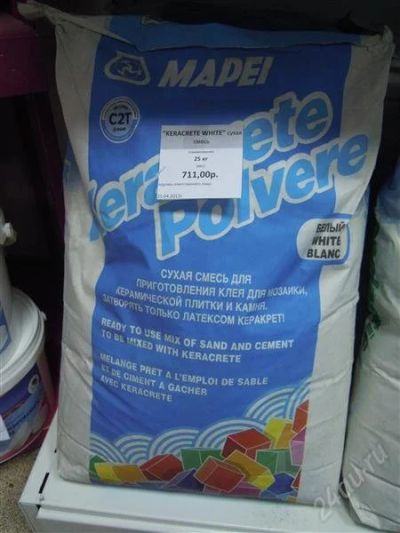 MAPEI
C2T
"KERACRETE WHITE" сухая
смесь
25 кг
711,00р.
Keracrete
Polvere
БЕЛЫЙ
WHITE
BLANC
СУХАЯ СМЕСЬ ДЛЯ
ПРИГОТОВЛЕНИЯ КЛЕЯ ДЛЯ МОЗАИКИ,
КЕРАМИЧЕСКОЙ ПЛИТКИ И КАМНЯ.
ЗАТВОРЯТЬ ТОЛЬКО ЛАТЕКСОМ КЕРАКРЕТ!
READY TO USE MIX OF SAND AND CEMENT
TO BE MIXED WITH KERACRETE
MELANGE PRET A L'EMPLOI DE SABLE
ET DE CIMENT A GACHER
AVEC KERACRETE
24au.ru